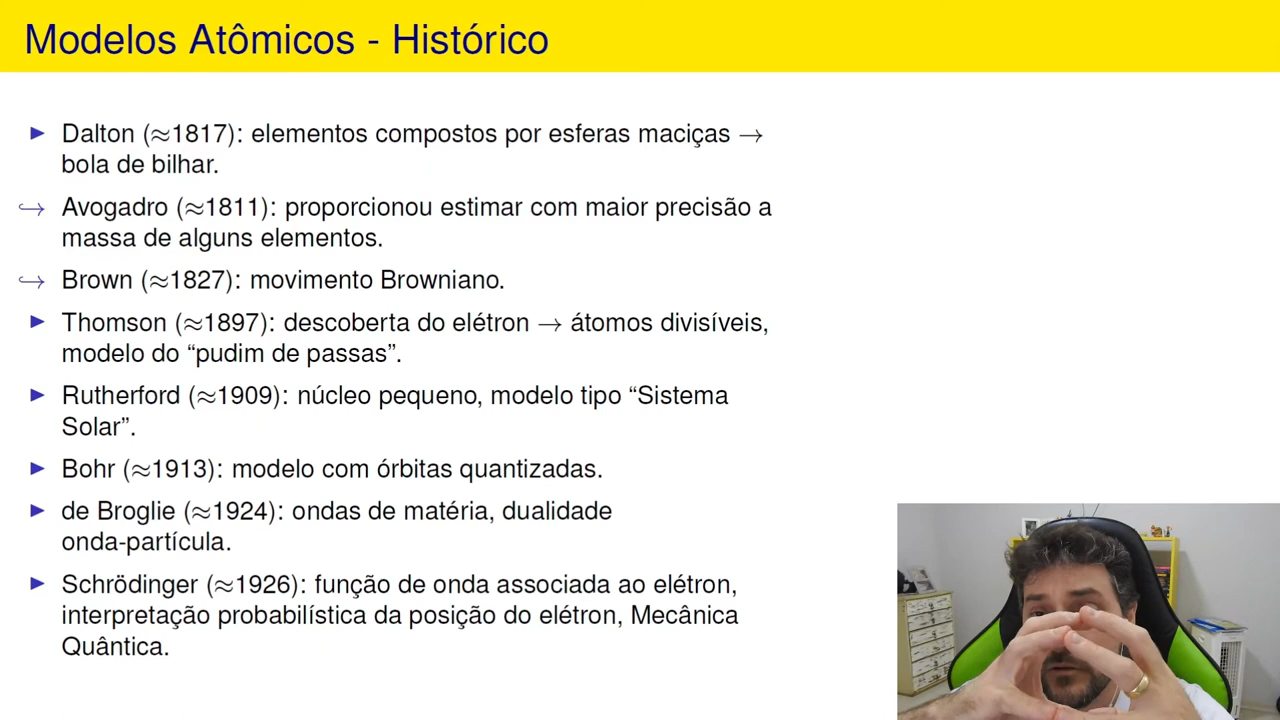 Modelos Atômicos - Histórico
▶ Dalton (≈1817): elementos compostos por esferas maciças →
bola de bilhar.
↪ Avogadro (≈1811): proporcionou estimar com maior precisão a
massa de alguns elementos.
↪ Brown (≈1827): movimento Browniano.
▶ Thomson (≈1897): descoberta do elétron → átomos divisíveis,
modelo do “pudim de passas”.
▶ Rutherford (≈1909): núcleo pequeno, modelo tipo “Sistema
Solar”.
▶ Bohr (≈1913): modelo com órbitas quantizadas.
▶ de Broglie (≈1924): ondas de matéria, dualidade
onda-partícula.
▶ Schrödinger (≈1926): função de onda associada ao elétron,
interpretação probabilística da posição do elétron, Mecânica
Quântica.